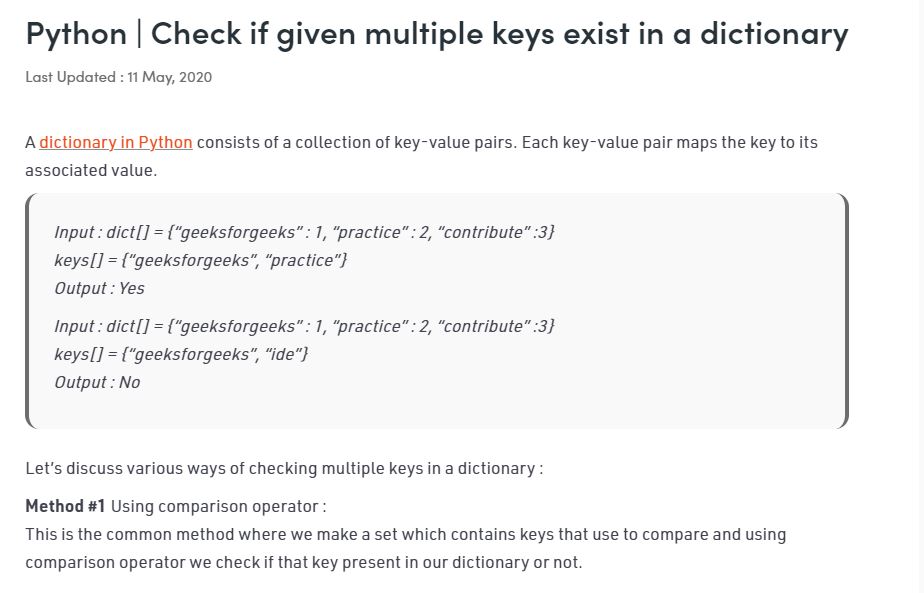 Python | Check if given multiple keys exist in a dictionary
Last Updated : 11 May, 2020
A dictionary in Python consists of a collection of key-value pairs. Each key-value pair maps the key to its
associated value.
Input : dict[] = {“geeksforgeeks” : 1, “practice” : 2, “contribute” :3}
keys[] = {“geeksforgeeks”, “practice”}
Output : Yes
Input : dict[] = {“geeksforgeeks” : 1, “practice” : 2, “contribute” :3}
keys[] = {“geeksforgeeks”, “ide”}
Output : No
Let’s discuss various ways of checking multiple keys in a dictionary :
Method #1 Using comparison operator :
This is the common method where we make a set which contains keys that use to compare and using
comparison operator we check if that key present in our dictionary or not.